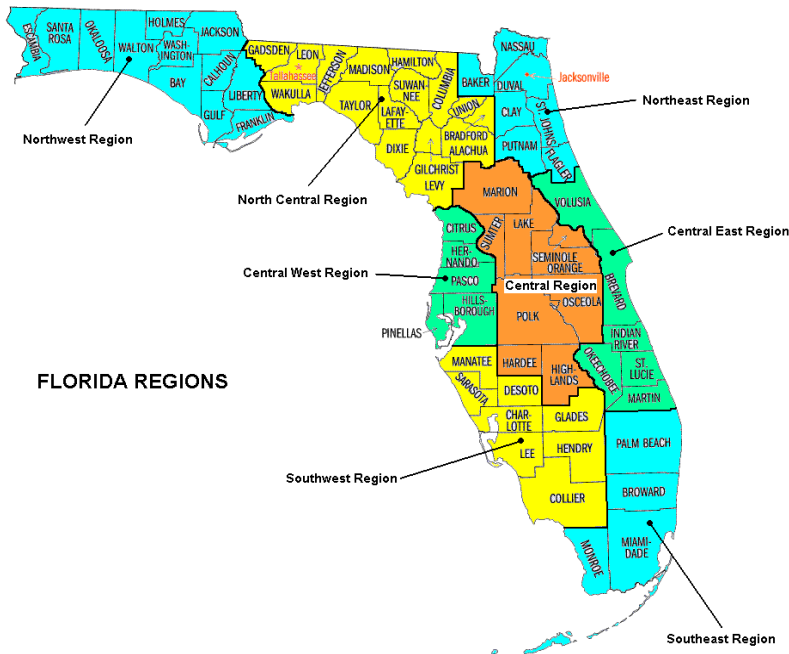 ESCAMBIA
SANTA
ROSA
OKALOOSA
WALTON
HOLMES
WASH-
INGTON
JACKSON
BAY
CALHOUN
GULF
LIBERTY
FRANKLIN
Northwest Region
GADSDEN
LEON
Tallahassee
WAKULLA
JEFFERSON
MADISON
HAMILTON
TAYLOR
SUWAN-
NEE
LAFAY-
ETTE
COLUMBIA
DIXIE
UNION
BRADFORD
ALACHUA
GILCHRIST
LEVY
North Central Region
NASSAU
BAKER
DUVAL
Jacksonville
CLAY
ST. JOHNS
PUTNAM
FLAGLER
Northeast Region
MARION
VOLUSIA
CITRUS
SUMTER
LAKE
HER-
NANDO
SEMINOLE
ORANGE
PASCO
Central Region
BREVARD
OSCEOLA
HILLS-
BOROUGH
POLK
PINELLAS
Central West Region
Central East Region
INDIAN
RIVER
OKEECHOBEE
ST.
LUCIE
MARTIN
FLORIDA REGIONS
MANATEE
HARDEE
HIGH-
LANDS
SARASOTA
DESOTO
CHAR-
LOTTE
GLADES
LEE
HENDRY
COLLIER
Southwest Region
PALM BEACH
BROWARD
MIAMI-
DADE
MONROE
Southeast Region